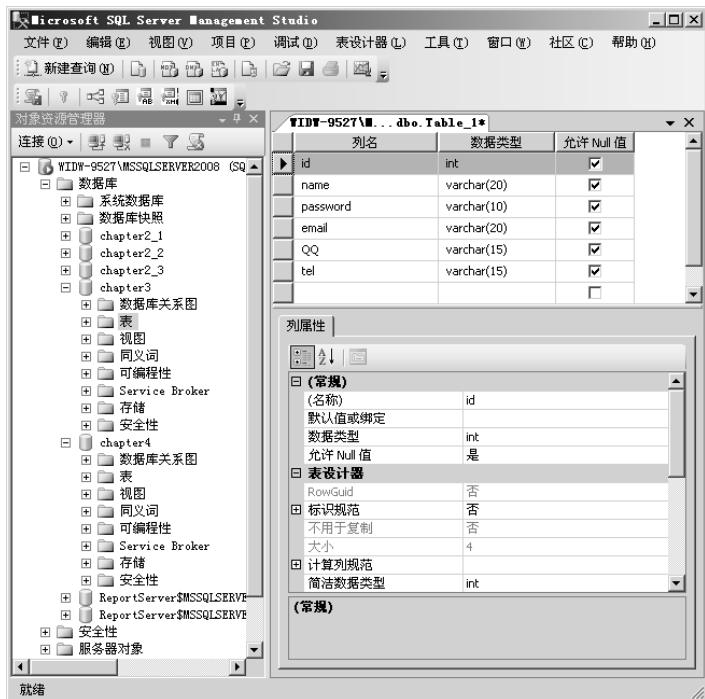 Microsoft SQL Server Management Studio
文件(F) 编辑(E) 视图(V) 项目(P) 调试(D) 表设计器(L) 工具(T) 窗口(W) 社区(C) 帮助(H)
新建查询(N)
对象资源管理器
连接(O)
WIDW-9527\MSSQLSERVER2008 (SQ
数据库
系统数据库
数据库快照
chapter2_1
chapter2_2
chapter2_3
chapter3
数据库关系图
表
视图
同义词
可编程性
Service Broker
存储
安全性
chapter4
数据库关系图
表
视图
同义词
可编程性
Service Broker
存储
安全性
ReportServer$MSSQLSERVE
ReportServer$MSSQLSERVE
安全性
服务器对象
WIDW-9527\M...dbo.Table_1*
列名 数据类型 允许 Null 值
id int
name varchar(20)
password varchar(10)
email varchar(20)
QQ varchar(15)
tel varchar(15)
列属性
(常规)
(名称) id
默认值或绑定
数据类型 int
允许 Null 值 是
表设计器
RowGuid 否
标识规范 否
不用于复制 否
大小 4
计算列规范
简洁数据类型 int
(常规)
就绪